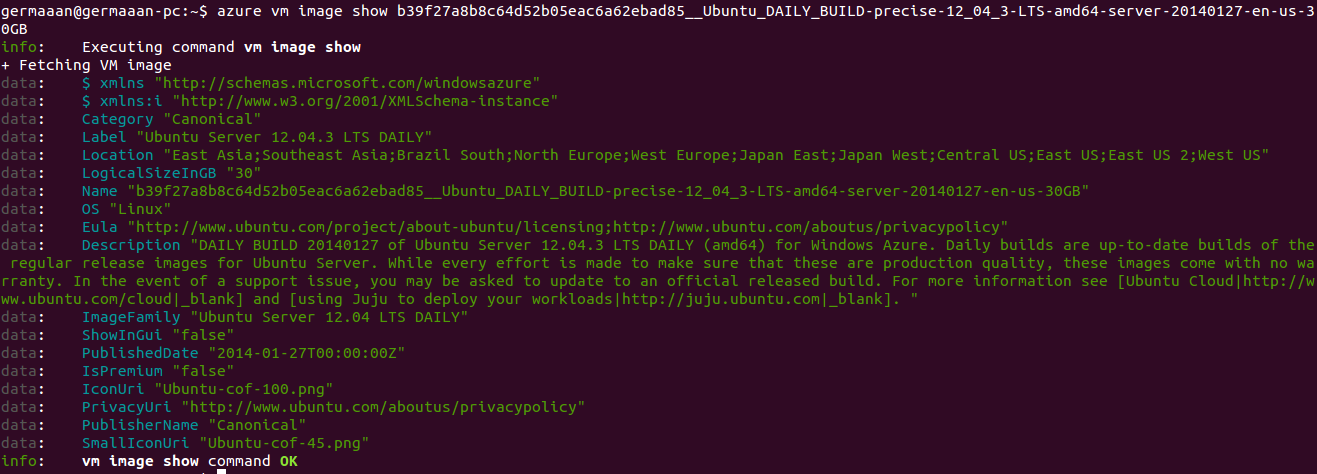 germaaan@germaaan-pc:~$ azure vm image show b39f27a8b8c64d52b05eac6a62ebad85__Ubuntu_DAILY_BUILD-precise-12_04_3-LTS-amd64-server-20140127-en-us-3
0GB
info:    Executing command vm image show
+ Fetching VM image
data:    $ xmlns "http://schemas.microsoft.com/windowsazure"
data:    $ xmlns:i "http://www.w3.org/2001/XMLSchema-instance"
data:    Category "Canonical"
data:    Label "Ubuntu Server 12.04.3 LTS DAILY"
data:    Location "East Asia;Southeast Asia;Brazil South;North Europe;West Europe;Japan East;Japan West;Central US;East US;East US 2;West US"
data:    LogicalSizeInGB "30"
data:    Name "b39f27a8b8c64d52b05eac6a62ebad85__Ubuntu_DAILY_BUILD-precise-12_04_3-LTS-amd64-server-20140127-en-us-30GB"
data:    OS "Linux"
data:    Eula "http://www.ubuntu.com/project/about-ubuntu/licensing;http://www.ubuntu.com/aboutus/privacypolicy"
data:    Description "DAILY BUILD 20140127 of Ubuntu Server 12.04.3 LTS DAILY (amd64) for Windows Azure. Daily builds are up-to-date builds of the
 regular release images for Ubuntu Server. While every effort is made to make sure that these are production quality, these images come with no wa
rranty. In the event of a support issue, you may be asked to update to an official released build. For more information see [Ubuntu Cloud|http://w
ww.ubuntu.com/cloud|_blank] and [using Juju to deploy your workloads|http://juju.ubuntu.com|_blank]. "
data:    ImageFamily "Ubuntu Server 12.04 LTS DAILY"
data:    ShowInGui "false"
data:    PublishedDate "2014-01-27T00:00:00Z"
data:    IsPremium "false"
data:    IconUri "Ubuntu-cof-100.png"
data:    PrivacyUri "http://www.ubuntu.com/aboutus/privacypolicy"
data:    PublisherName "Canonical"
data:    SmallIconUri "Ubuntu-cof-45.png"
info:    vm image show command OK